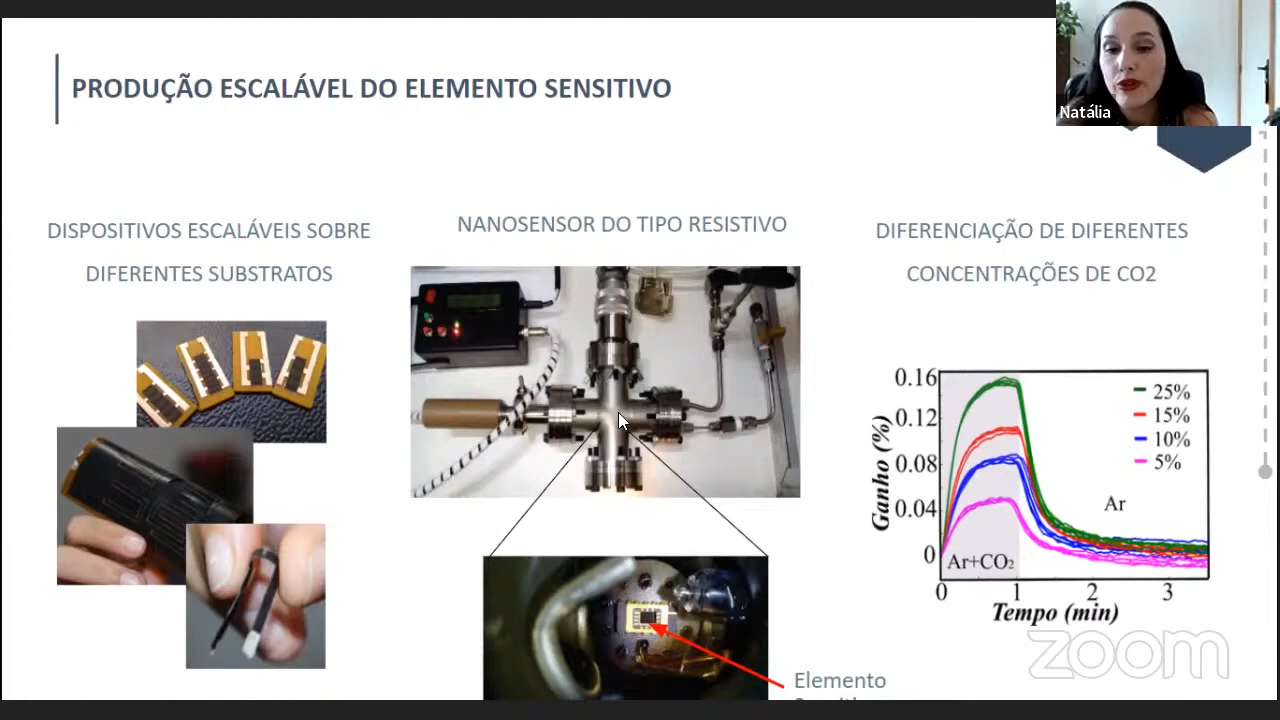 PRODUÇÃO ESCALÁVEL DO ELEMENTO SENSITIVO
Natália
DISPOSITIVOS ESCALÁVEIS SOBRE
DIFERENTES SUBSTRATOS
NANOSENSOR DO TIPO RESISTIVO
DIFERENCIAÇÃO DE DIFERENTES
CONCENTRAÇÕES DE CO2
0.16
0.12
0.08
0.04
0
Ganho (%)
25%
15%
10%
5%
Ar
Ar+CO₂
0
1
2
3
Tempo (min)
Elemento
zoom